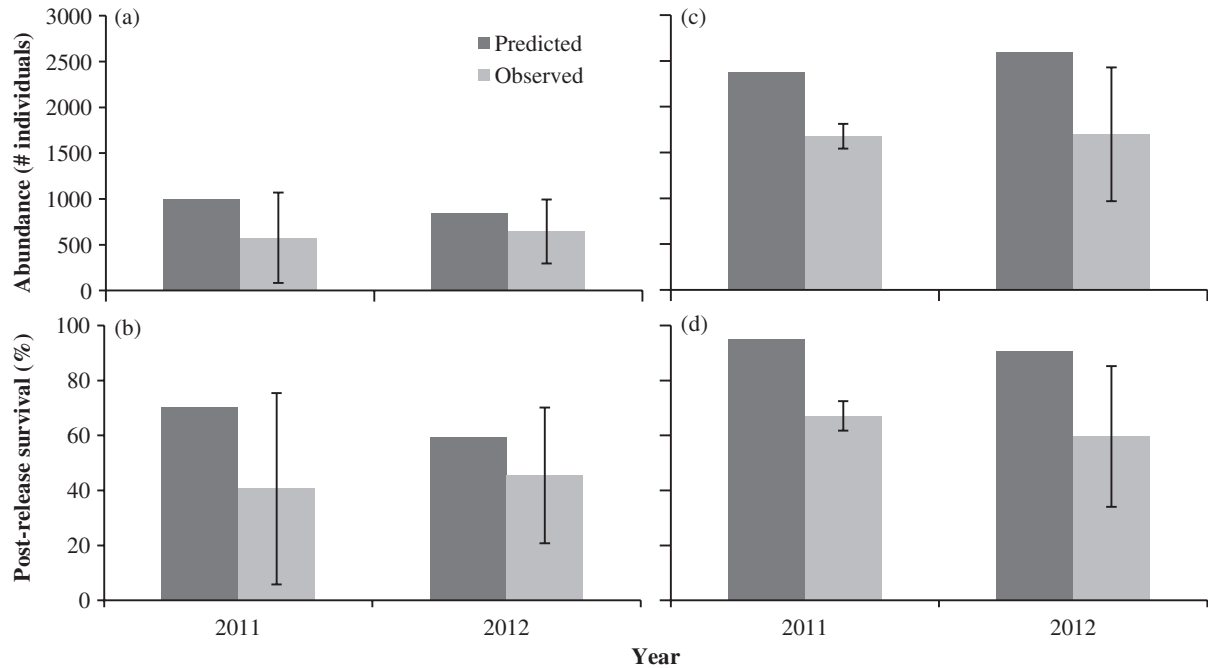 Abundance (# individuals)
3000
2500
2000
1500
1000
500
0
(a)
Predicted
Observed
(c)
Post-release survival (%)
100
80
60
40
20
0
(b)
(d)
2011
2012
2011
2012
Year